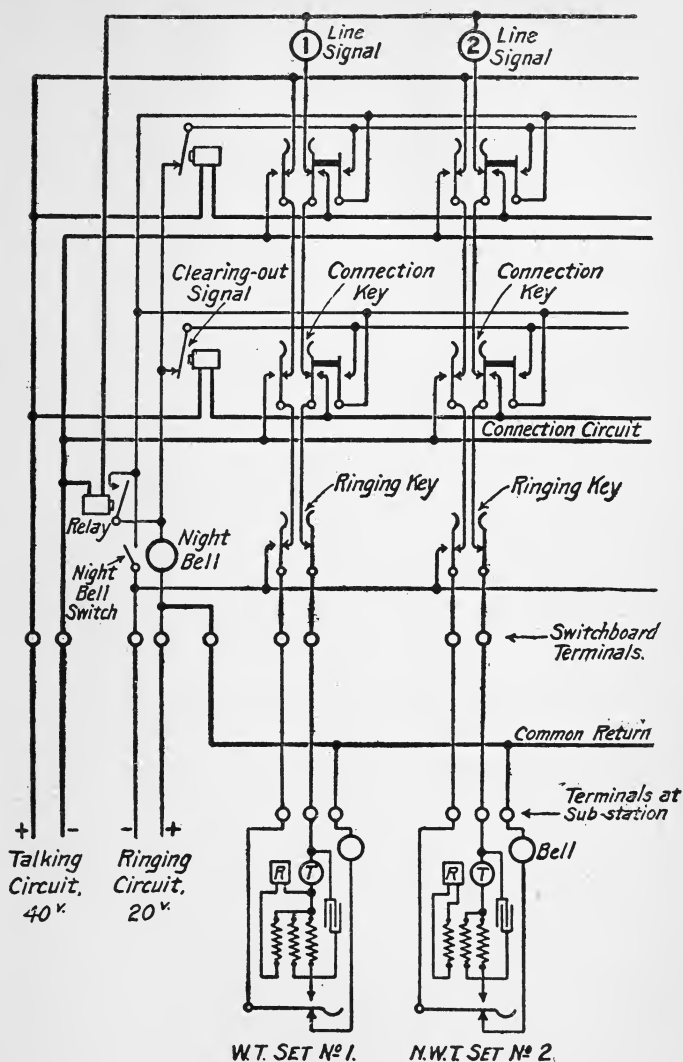 1
Line
Signal
2
Line
Signal
Clearing-out
Signal
Connection
Key
Connection
Key
Connection Circuit
Relay
Ringing Key
Ringing Key
Night
Bell
Night
Bell
Switch
Switchboard
Terminals.
Common Return
+ - - +
Talking
Circuit,
40 v.
Ringing
Circuit,
20 v.
Terminals at
Sub-station
Bell
R T
R T
W.T. SET Nº 1.
N.W.T. SET Nº 2.